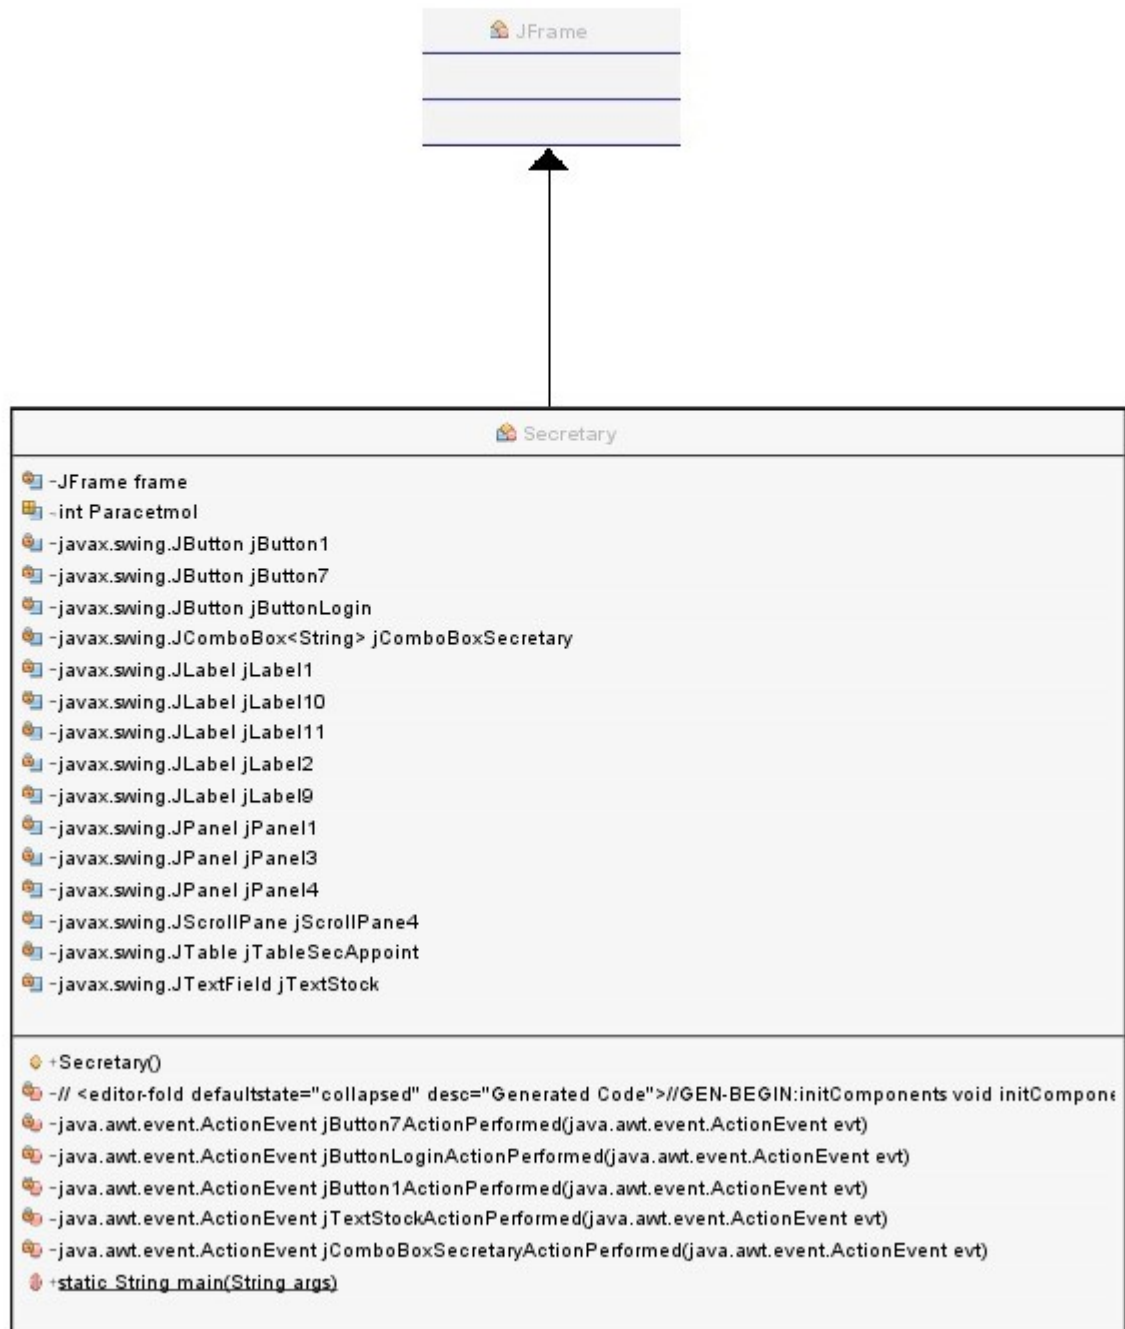 JFrame
Secretary
-JFrame frame
~int Paracetmol
-javax.swing.JButton jButton1
-javax.swing.JButton jButton7
-javax.swing.JButton jButtonLogin
-javax.swing.JComboBox<String> jComboBoxSecretary
-javax.swing.JLabel jLabel1
-javax.swing.JLabel jLabel10
-javax.swing.JLabel jLabel11
-javax.swing.JLabel jLabel2
-javax.swing.JLabel jLabel9
-javax.swing.JPanel jPanel1
-javax.swing.JPanel jPanel3
-javax.swing.JPanel jPanel4
-javax.swing.JScrollPane jScrollPane4
-javax.swing.JTable jTableSecAppoint
-javax.swing.JTextField jTextStock
+Secretary()
-// <editor-fold defaultstate="collapsed" desc="Generated Code">//GEN-BEGIN:initComponents void initCompone
-java.awt.event.ActionEvent jButton7ActionPerformed(java.awt.event.ActionEvent evt)
-java.awt.event.ActionEvent jButtonLoginActionPerformed(java.awt.event.ActionEvent evt)
-java.awt.event.ActionEvent jButton1ActionPerformed(java.awt.event.ActionEvent evt)
-java.awt.event.ActionEvent jTextStockActionPerformed(java.awt.event.ActionEvent evt)
-java.awt.event.ActionEvent jComboBoxSecretaryActionPerformed(java.awt.event.ActionEvent evt)
+static String main(String args)